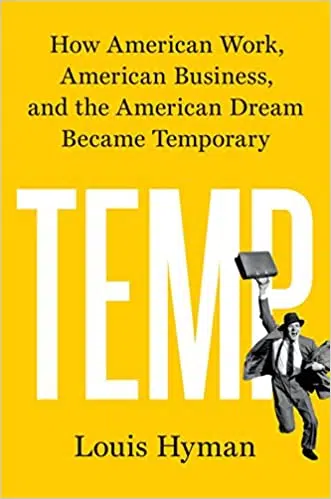 How American Work,
American Business,
and the American Dream
Became Temporary
TEMP
Louis Hyman